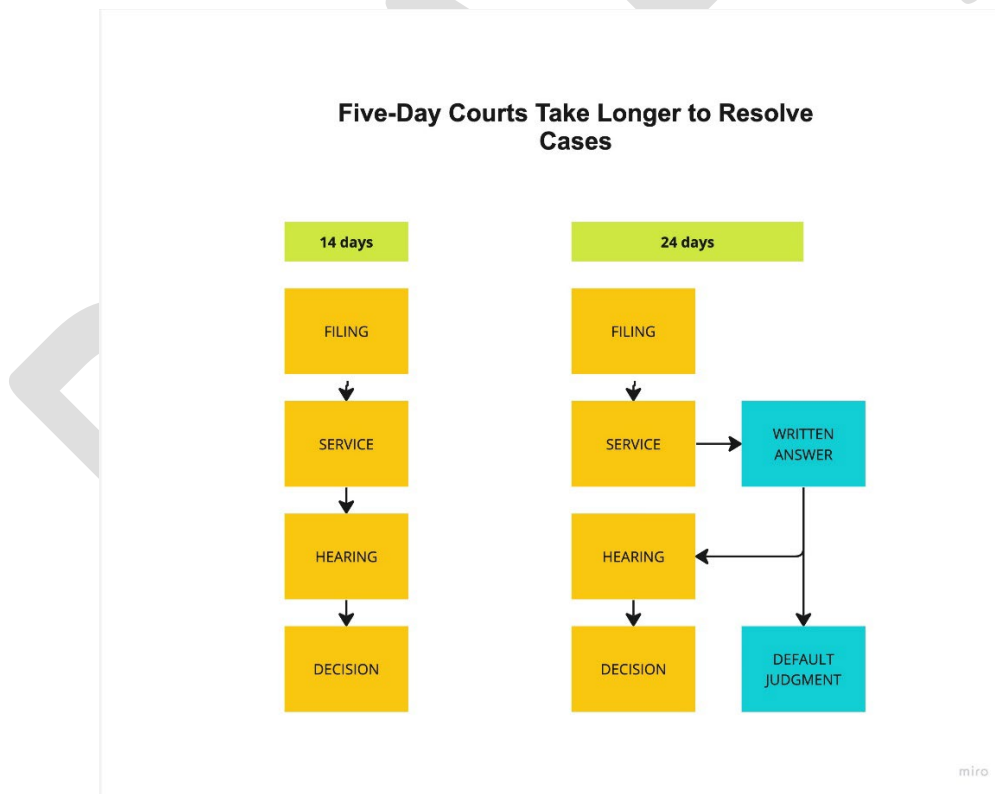 Five-Day Courts Take Longer to Resolve
Cases
14 days
FILING
SERVICE
HEARING
DECISION
24 days
FILING
SERVICE
WRITTEN
ANSWER
HEARING
DECISION
DEFAULT
JUDGMENT
miro